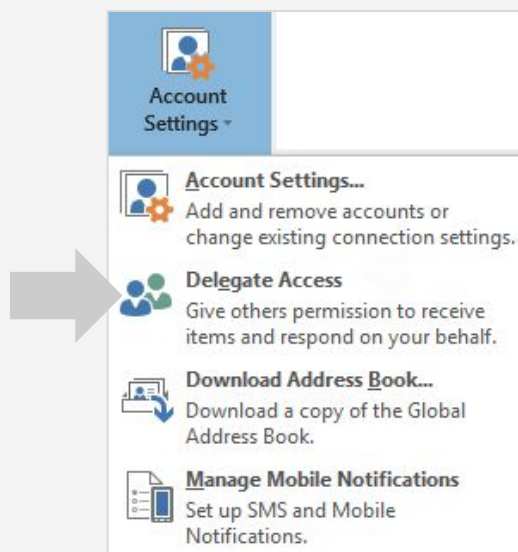 Account
Settings
Account Settings...
Add and remove accounts or
change existing connection settings.
Delegate Access
Give others permission to receive
items and respond on your behalf.
Download Address Book...
Download a copy of the Global
Address Book.
Manage Mobile Notifications
Set up SMS and Mobile
Notifications.